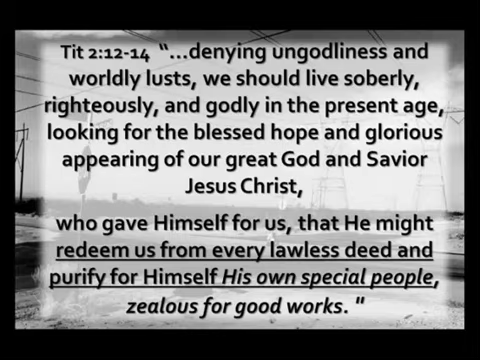 Tit 2:12-14 “…denying ungodliness and
worldly lusts, we should live soberly,
righteously, and godly in the present age,
looking for the blessed hope and glorious
appearing of our great God and Savior
Jesus Christ,
who gave Himself for us, that He might
redeem us from every lawless deed and
purify for Himself His own special people,
zealous for good works. "